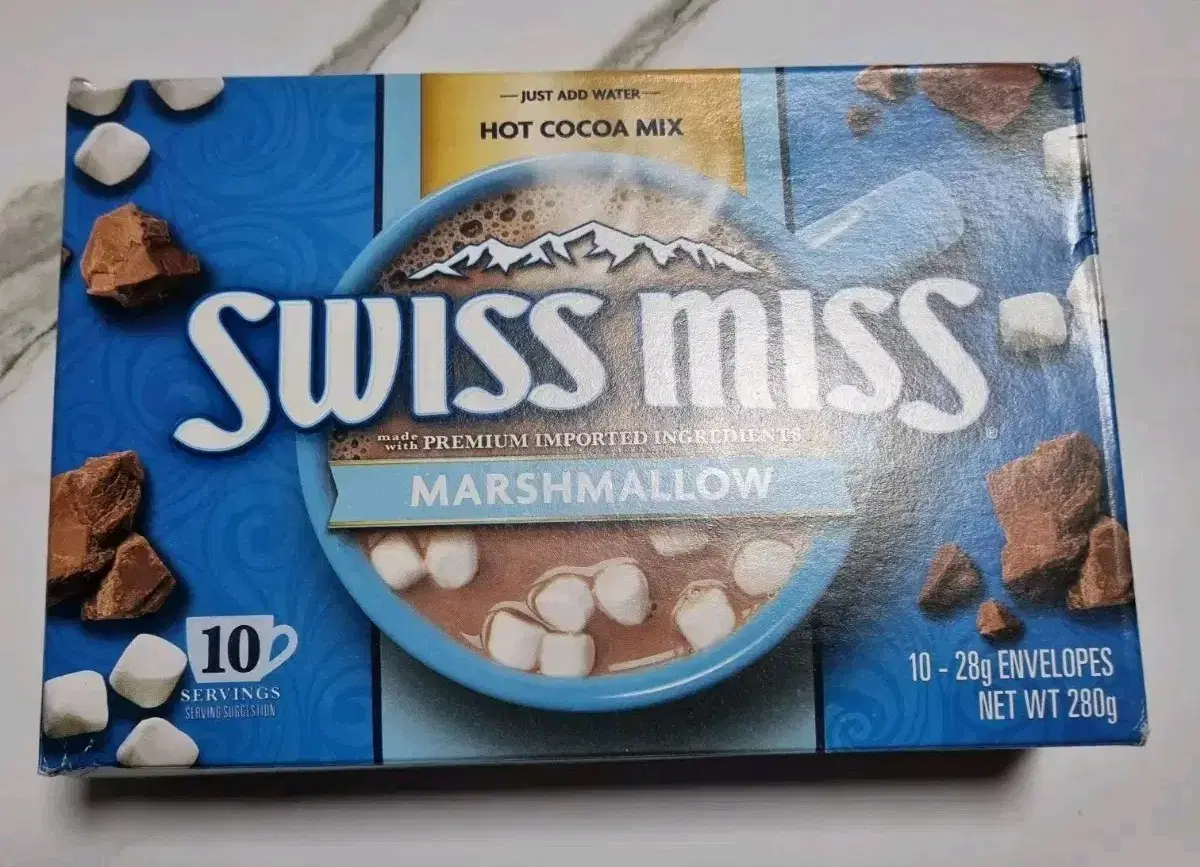 JUST ADD WATER
HOT COCOA MIX
SWISS MISS®
made with PREMIUM IMPORTED INGREDIENTS
MARSHMALLOW
10
SERVINGS
SERVING SUGGESTION
10 - 28g ENVELOPES
NET WT 280g